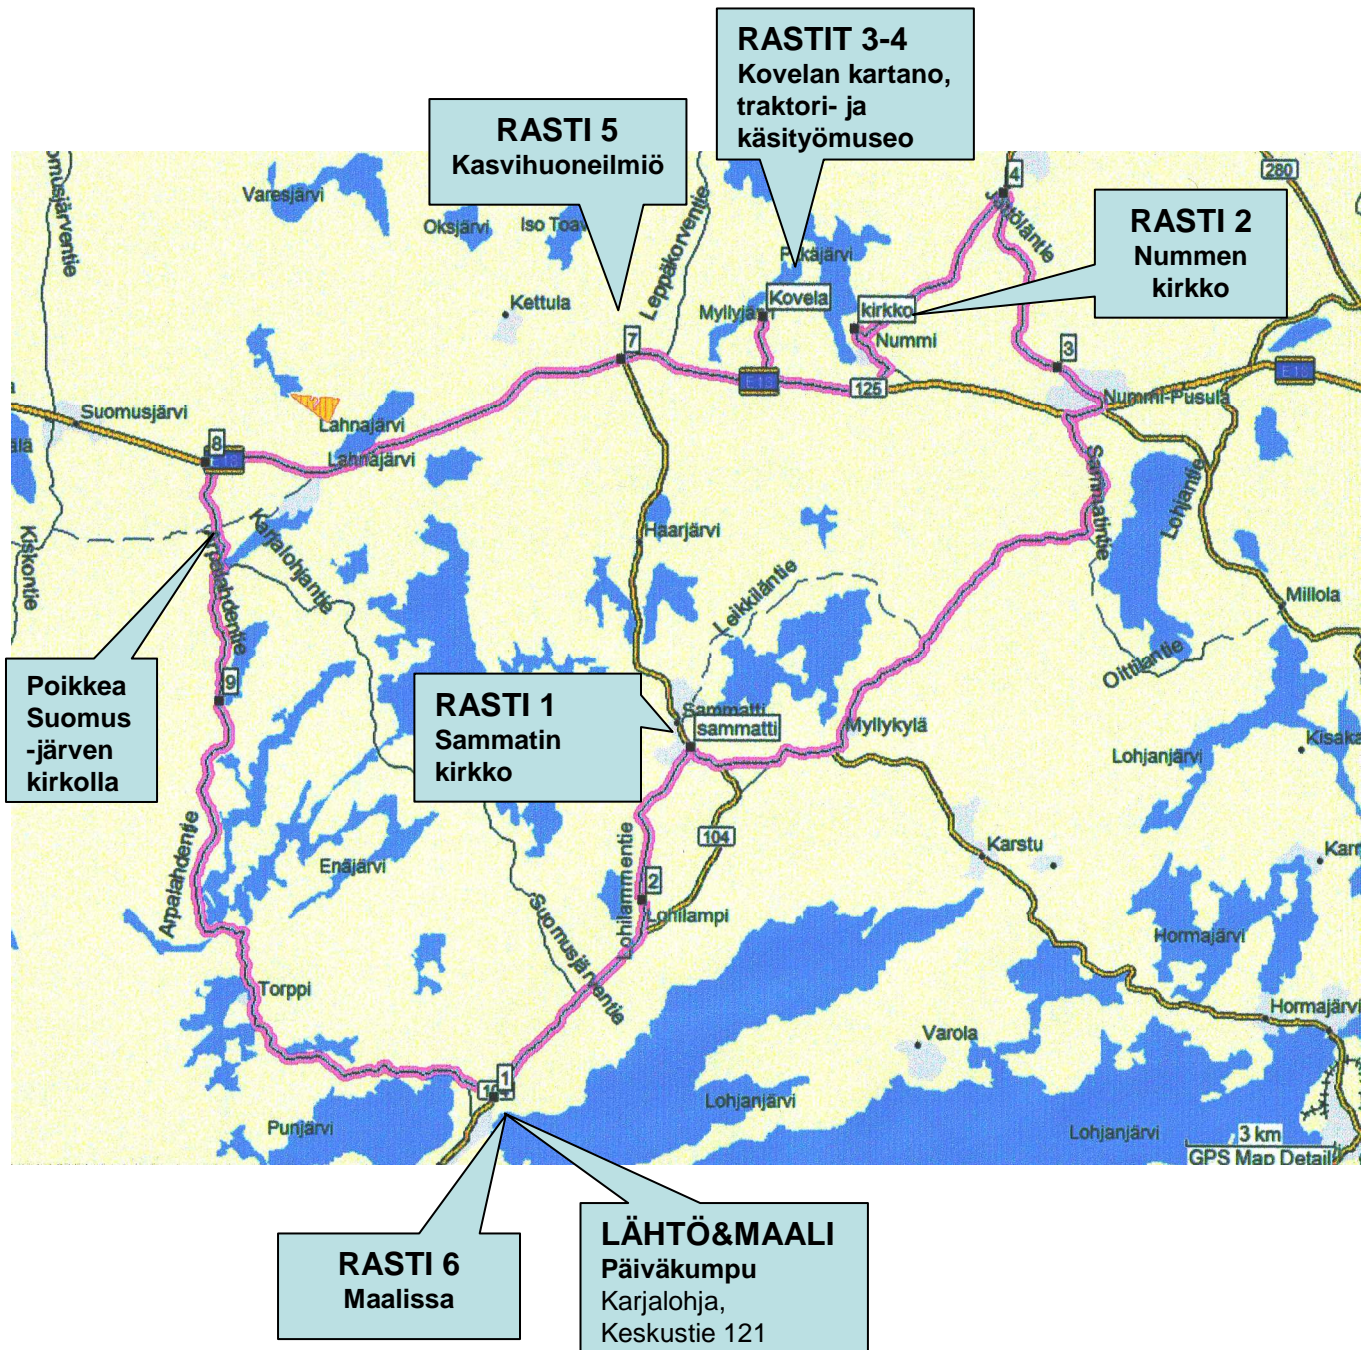 RASTIT 3-4
Kovelan kartano,
traktori- ja
käsityömuseo
RASTI 5
Kasvihuoneilmiö
RASTI 2
Nummen
kirkko
4
280
Varesjärvi
Oksjärvi
Iso Toav
Leppäkorventie
Kettula
Kovela
kirkko
Nummi
7
3
125
Nummi-Pusula
E18
Suomusjärvi
8
Lahnajärvi
Lahnajärvi
Sammatintie
Lohjantie
Kiskontie
Karjalohjantie
Haarjärvi
Leikkiläntie
Millola
Oittilantie
9
Poikkea
Suomus
-järven
kirkolla
RASTI 1
Sammatin
kirkko
Sammatti
sammatti
Myllykylä
Lohjanjärvi
104
Karstu
Arpalahdentie
Enäjärvi
Lohilammentie
2
Lohilampi
Suomusjärventie
Hormajärvi
Torppi
Hormajärvi
Varola
1
Punjärvi
Lohjanjärvi
Lohjanjärvi
3 km
GPS Map Detail
RASTI 6
Maalissa
LÄHTÖ&MAALI
Päiväkumpu
Karjalohja,
Keskustie 121